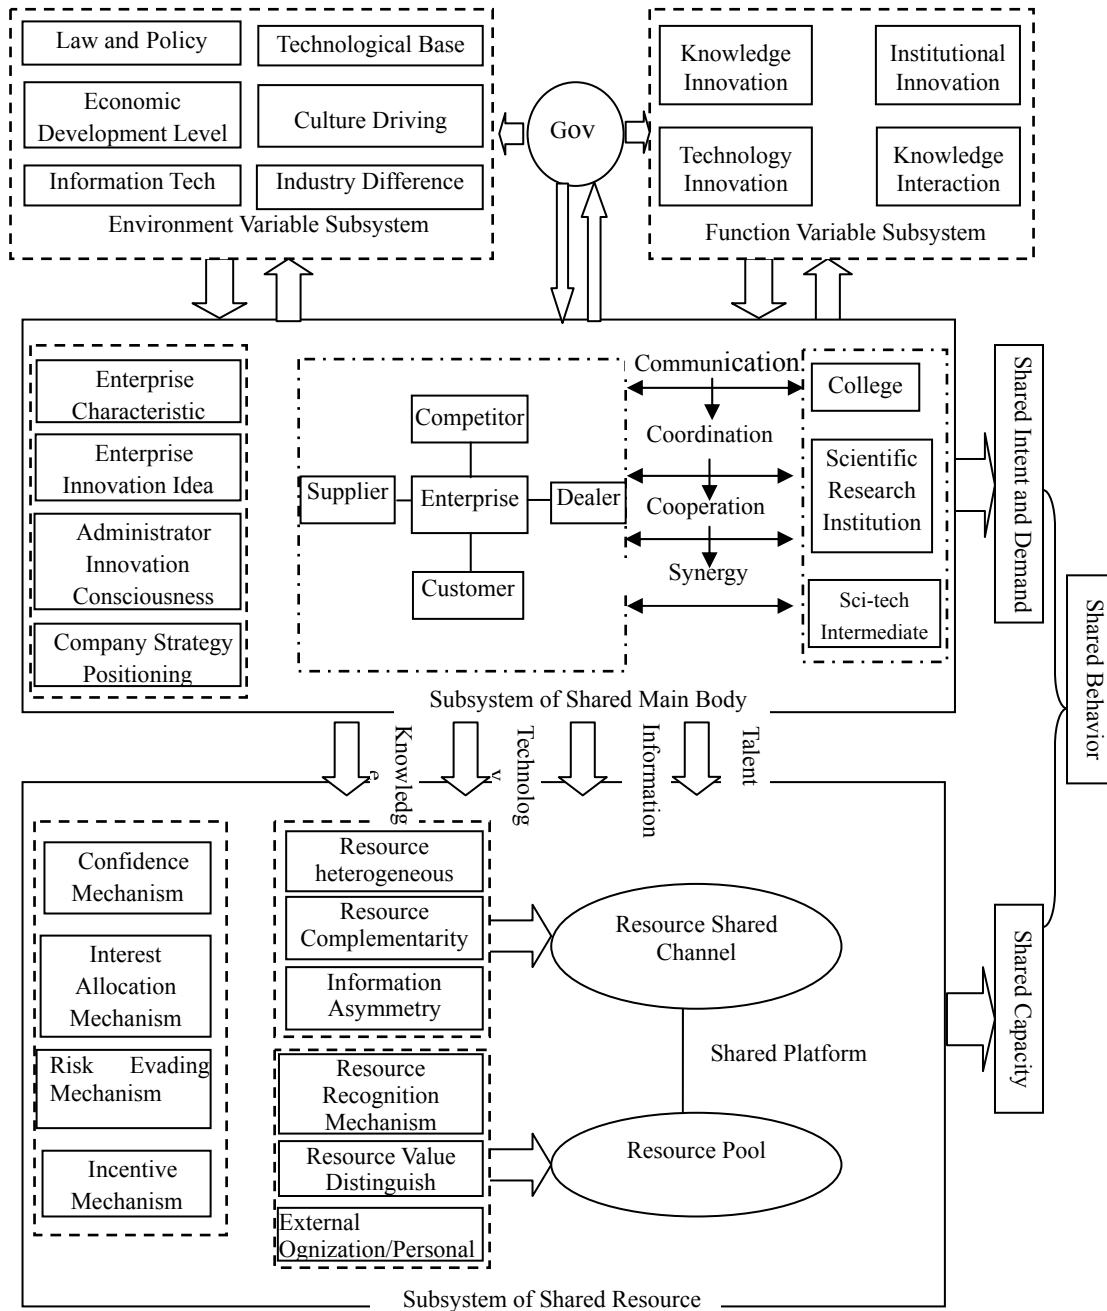 Law and Policy
Technological Base
Economic
Development Level
Culture Driving
Information Tech
Industry Difference
Environment Variable Subsystem
Gov
Knowledge
Innovation
Institutional
Innovation
Technology
Innovation
Knowledge
Interaction
Function Variable Subsystem
Enterprise
Characteristic
Enterprise
Innovation Idea
Administrator
Innovation
Consciousness
Company Strategy
Positioning
Competitor
Supplier
Enterprise
Dealer
Customer
Communication
Coordination
Cooperation
Synergy
College
Scientific
Research
Institution
Sci-tech
Intermediate
Subsystem of Shared Main Body
Shared Intent and Demand
Shared Behavior
Knowledg
e
Technolog
y
Information
Talent
Confidence
Mechanism
Interest
Allocation
Mechanism
Risk Evading
Mechanism
Incentive
Mechanism
Resource
heterogeneous
Resource
Complementarity
Information
Asymmetry
Resource
Recognition
Mechanism
Resource Value
Distinguish
External
Ognization/Personal
Resource Shared
Channel
Shared Platform
Resource Pool
Shared Capacity
Subsystem of Shared Resource